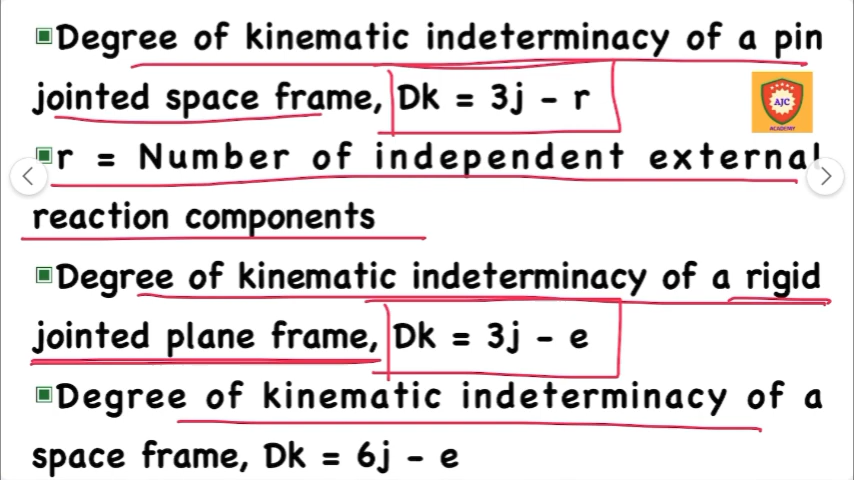 Degree of kinematic indeterminacy of a pin
jointed space frame, Dk = 3j - r
AJC
ACADEMY
r = Number of independent external
reaction components
Degree of kinematic indeterminacy of a rigid
jointed plane frame, Dk = 3j - e
Degree of kinematic indeterminacy of a
space frame, Dk = 6j - e